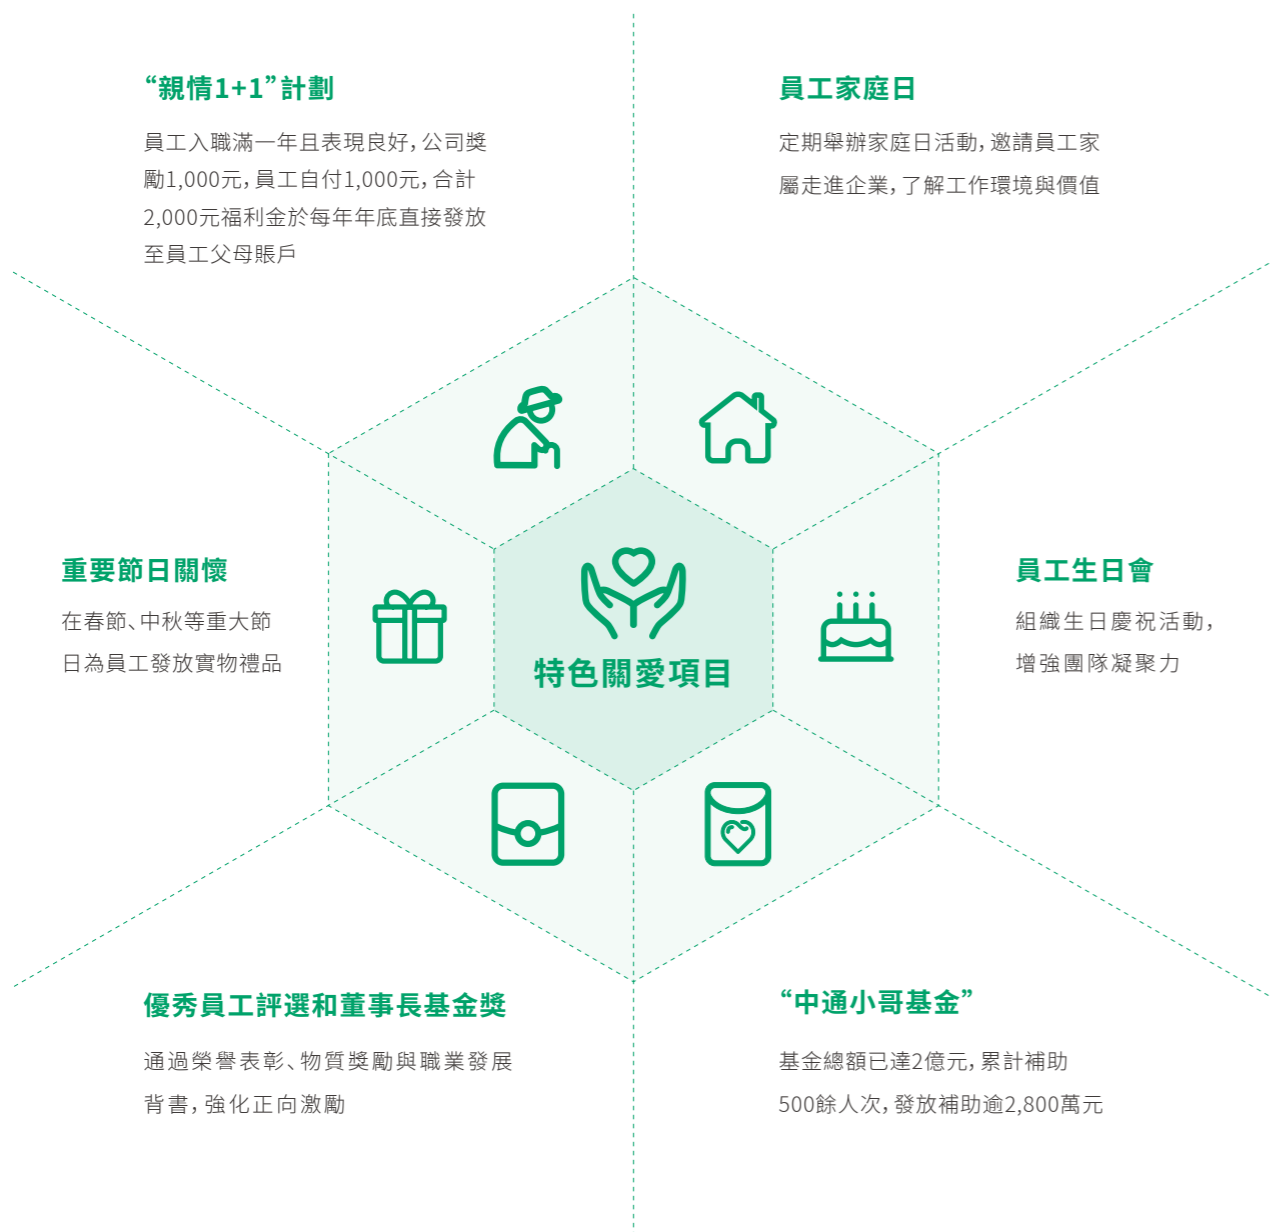 “親情1+1”計劃
員工入職滿一年且表現良好，公司獎
勵1,000元，員工自付1,000元，合計
2,000元福利金於每年年底直接發放
至員工父母賬戶
員工家庭日
定期舉辦家庭日活動，邀請員工家
屬走進企業，了解工作環境與價值
重要節日關懷
在春節、中秋等重大節
日為員工發放實物禮品
特色關愛項目
員工生日會
組織生日慶祝活動，
增強團隊凝聚力
優秀員工評選和董事長基金獎
通過榮譽表彰、物質獎勵與職業發展
背書，強化正向激勵
“中通小哥基金”
基金總額已達2億元，累計補助
500餘人次，發放補助逾2,800萬元